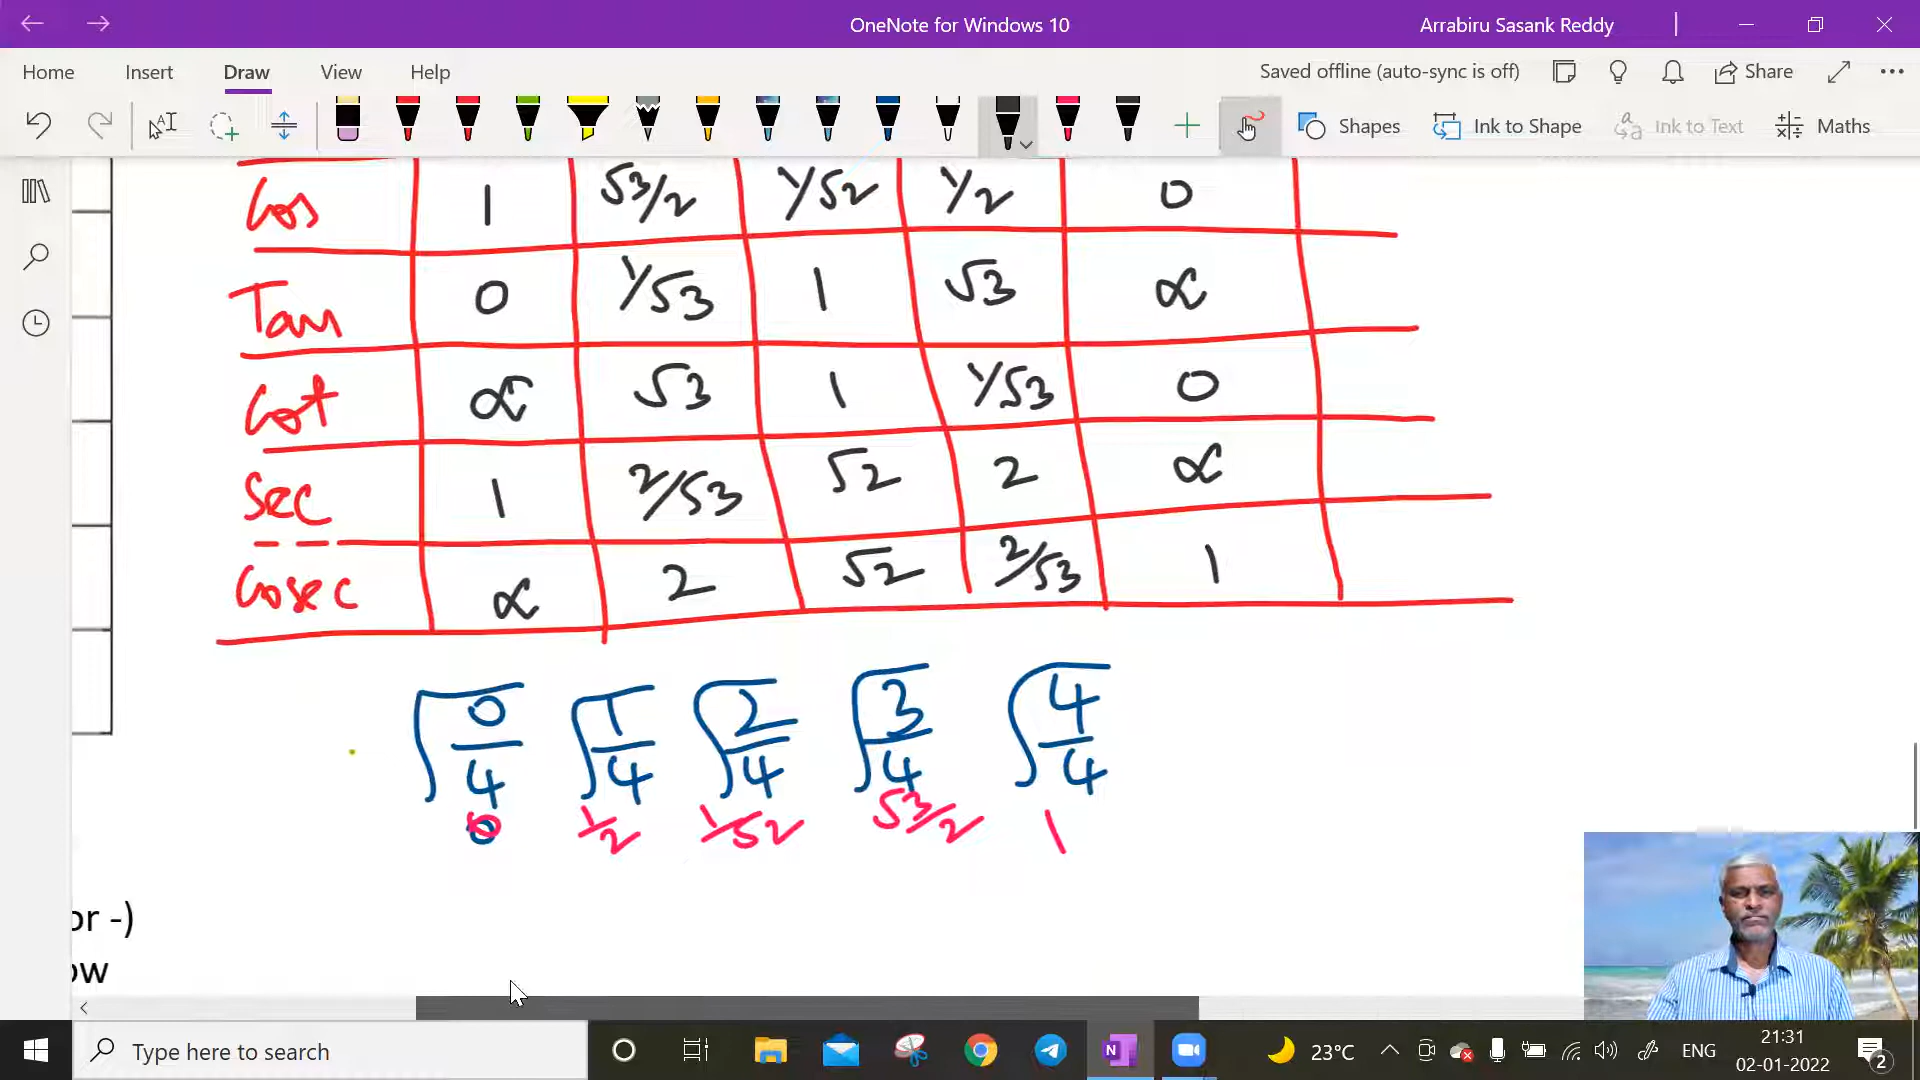 OneNote for Windows 10 Arrabiru Sasank Reddy
Home Insert Draw View Help Saved offline (auto-sync is off) Share
Shapes Ink to Shape Ink to Text Maths
Cos 1 √3/2 1/√2 1/2 0
Tan 0 1/√3 1 √3 ∝
Cot ∝ √3 1 1/√3 0
Sec 1 2/√3 √2 2 ∝
Cosec ∝ 2 √2 2/√3 1
√0/4 √1/4 √2/4 √3/4 √4/4
0 1/2 1/√2 √3/2 1
or -)
ow
Type here to search 23°C ENG 21:31
02-01-2022 2